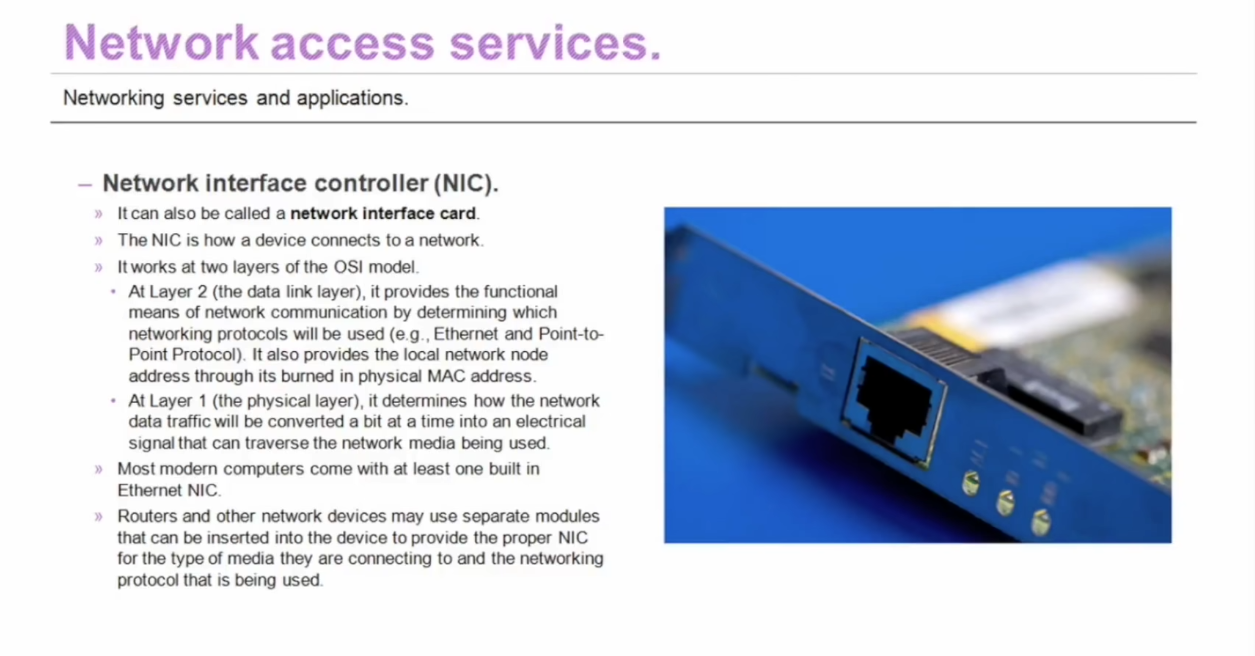 Network access services.
Networking services and applications.
– Network interface controller (NIC).
» It can also be called a network interface card.
» The NIC is how a device connects to a network.
» It works at two layers of the OSI model.
• At Layer 2 (the data link layer), it provides the functional
means of network communication by determining which
networking protocols will be used (e.g., Ethernet and Point-to-
Point Protocol). It also provides the local network node
address through its burned in physical MAC address.
• At Layer 1 (the physical layer), it determines how the network
data traffic will be converted a bit at a time into an electrical
signal that can traverse the network media being used.
» Most modern computers come with at least one built in
Ethernet NIC.
» Routers and other network devices may use separate modules
that can be inserted into the device to provide the proper NIC
for the type of media they are connecting to and the networking
protocol that is being used.